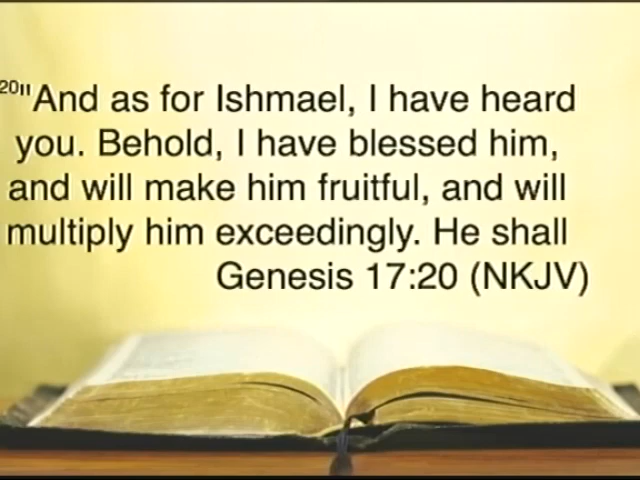 20"And as for Ishmael, I have heard
you. Behold, I have blessed him,
and will make him fruitful, and will
multiply him exceedingly. He shall
Genesis 17:20 (NKJV)